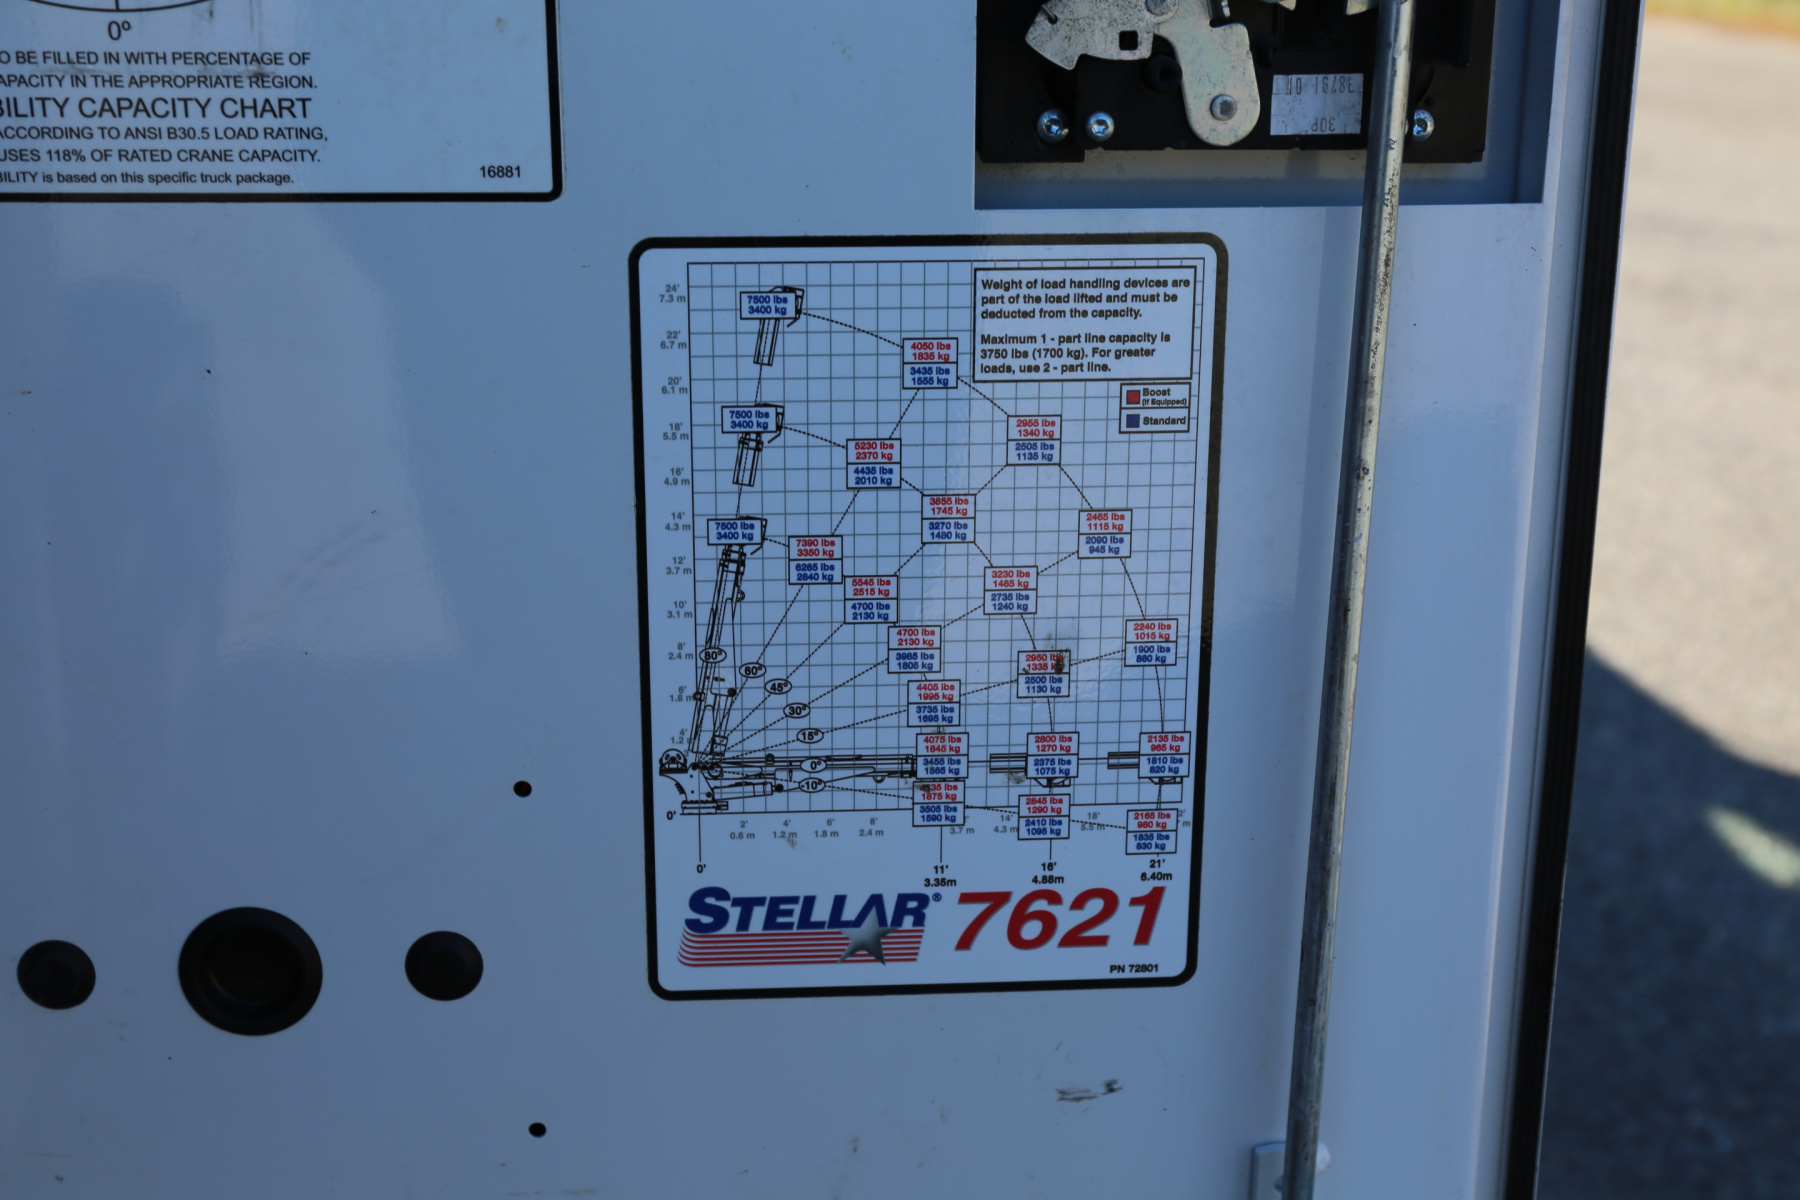 0°
O BE FILLED IN WITH PERCENTAGE OF
APACITY IN THE APPROPRIATE REGION.
BILITY CAPACITY CHART
ACCORDING TO ANSI B30.5 LOAD RATING,
USES 118% OF RATED CRANE CAPACITY.
BILITY is based on this specific truck package.
16881
Weight of load handling devices are
part of the load lifted and must be
deducted from the capacity.
Maximum 1 - part line capacity is
3750 lbs (1700 kg). For greater
loads, use 2 - part line.
Boost
(If Equipped)
Standard
24'
7.3 m
22'
6.7 m
20'
6.1 m
18'
5.5 m
16'
4.9 m
14'
4.3 m
12'
3.7 m
10'
3.1 m
8'
2.4 m
6'
1.8 m
4'
1.2
0'
7500 lbs
3400 kg
4050 lbs
1835 kg
3435 lbs
1555 kg
7500 lbs
3400 kg
5230 lbs
2370 kg
4435 lbs
2010 kg
2955 lbs
1340 kg
2505 lbs
1135 kg
7500 lbs
3400 kg
7390 lbs
3350 kg
6265 lbs
2840 kg
3855 lbs
1745 kg
3270 lbs
1480 kg
2465 lbs
1115 kg
2090 lbs
945 kg
5545 lbs
2515 kg
4700 lbs
2130 kg
3230 lbs
1465 kg
2735 lbs
1240 kg
4700 lbs
2130 kg
3985 lbs
1805 kg
2240 lbs
1015 kg
1900 lbs
860 kg
2950 lbs
1335 kg
2500 lbs
1130 kg
4405 lbs
1995 kg
3735 lbs
1695 kg
4075 lbs
1845 kg
3455 lbs
1565 kg
2800 lbs
1270 kg
2375 lbs
1075 kg
2135 lbs
965 kg
1810 lbs
820 kg
35 lbs
1875 kg
3505 lbs
1590 kg
2845 lbs
1290 kg
2410 lbs
1095 kg
2165 lbs
980 kg
1835 lbs
830 kg
80°
60°
45°
30°
15°
0°
-10°
2'
0.6 m
4'
1.2 m
6'
1.8 m
8'
2.4 m
3.7 m
14'
4.3 m
18'
5.5 m
2'
m
0'
11'
3.35m
16'
4.88m
21'
6.40m
STELLAR® 7621
PN 72801